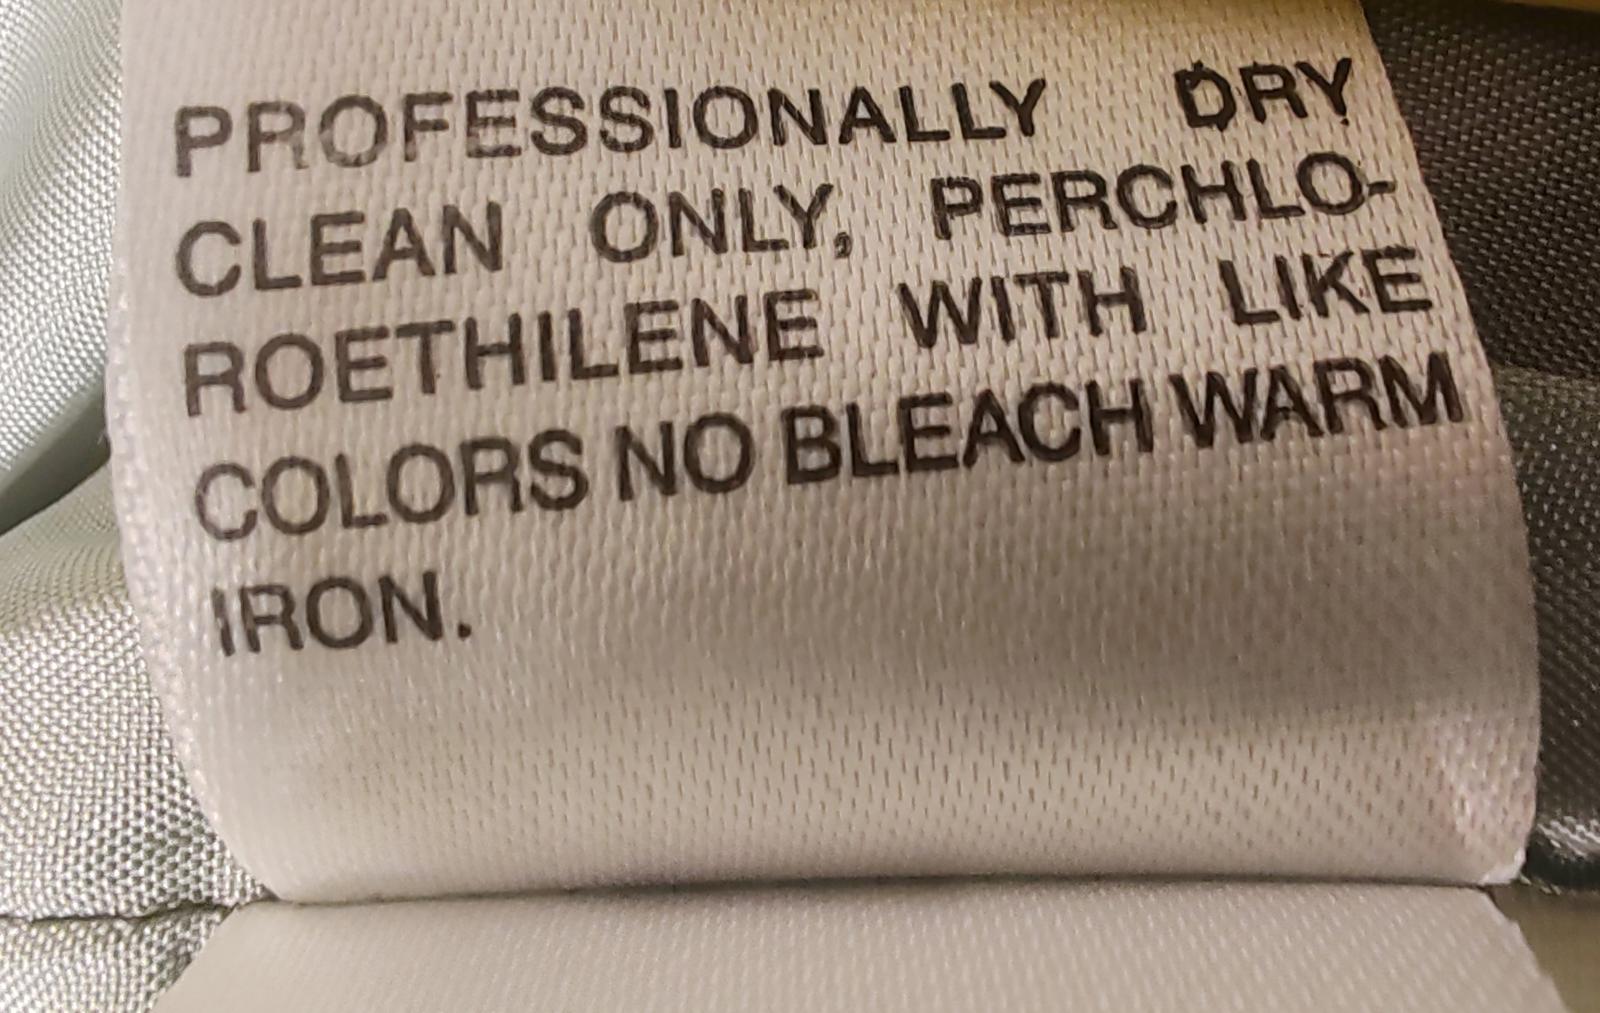 PROFESSIONALLY DRY
CLEAN ONLY, PERCHLO-
ROETHILENE WITH LIKE
COLORS NO BLEACH WARM
IRON.